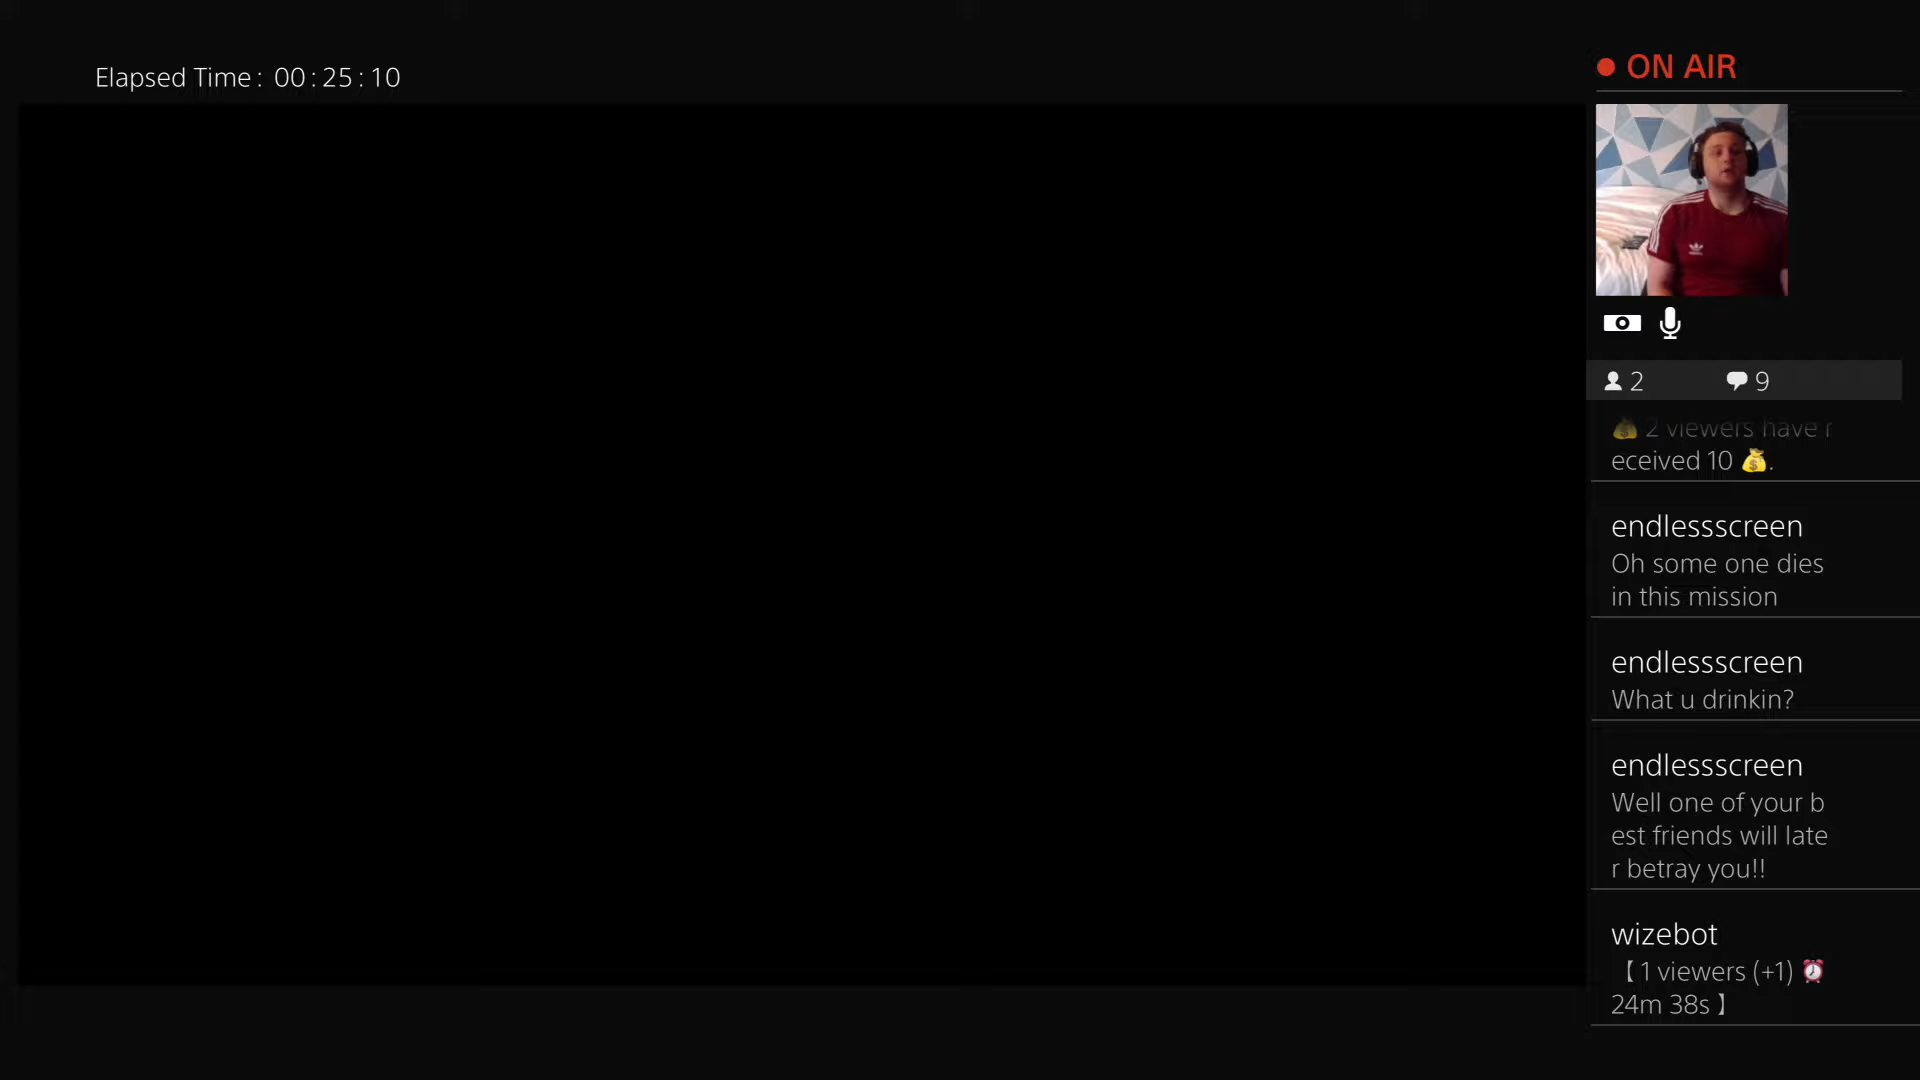 Elapsed Time: 00:25:10
ON AIR
2 9
💰 2 viewers have r
eceived 10 💰.
endlessscreen
Oh some one dies
in this mission
endlessscreen
What u drinkin?
endlessscreen
Well one of your b
est friends will late
r betray you!!
wizebot
【 1 viewers (+1) ⏰
24m 38s 】